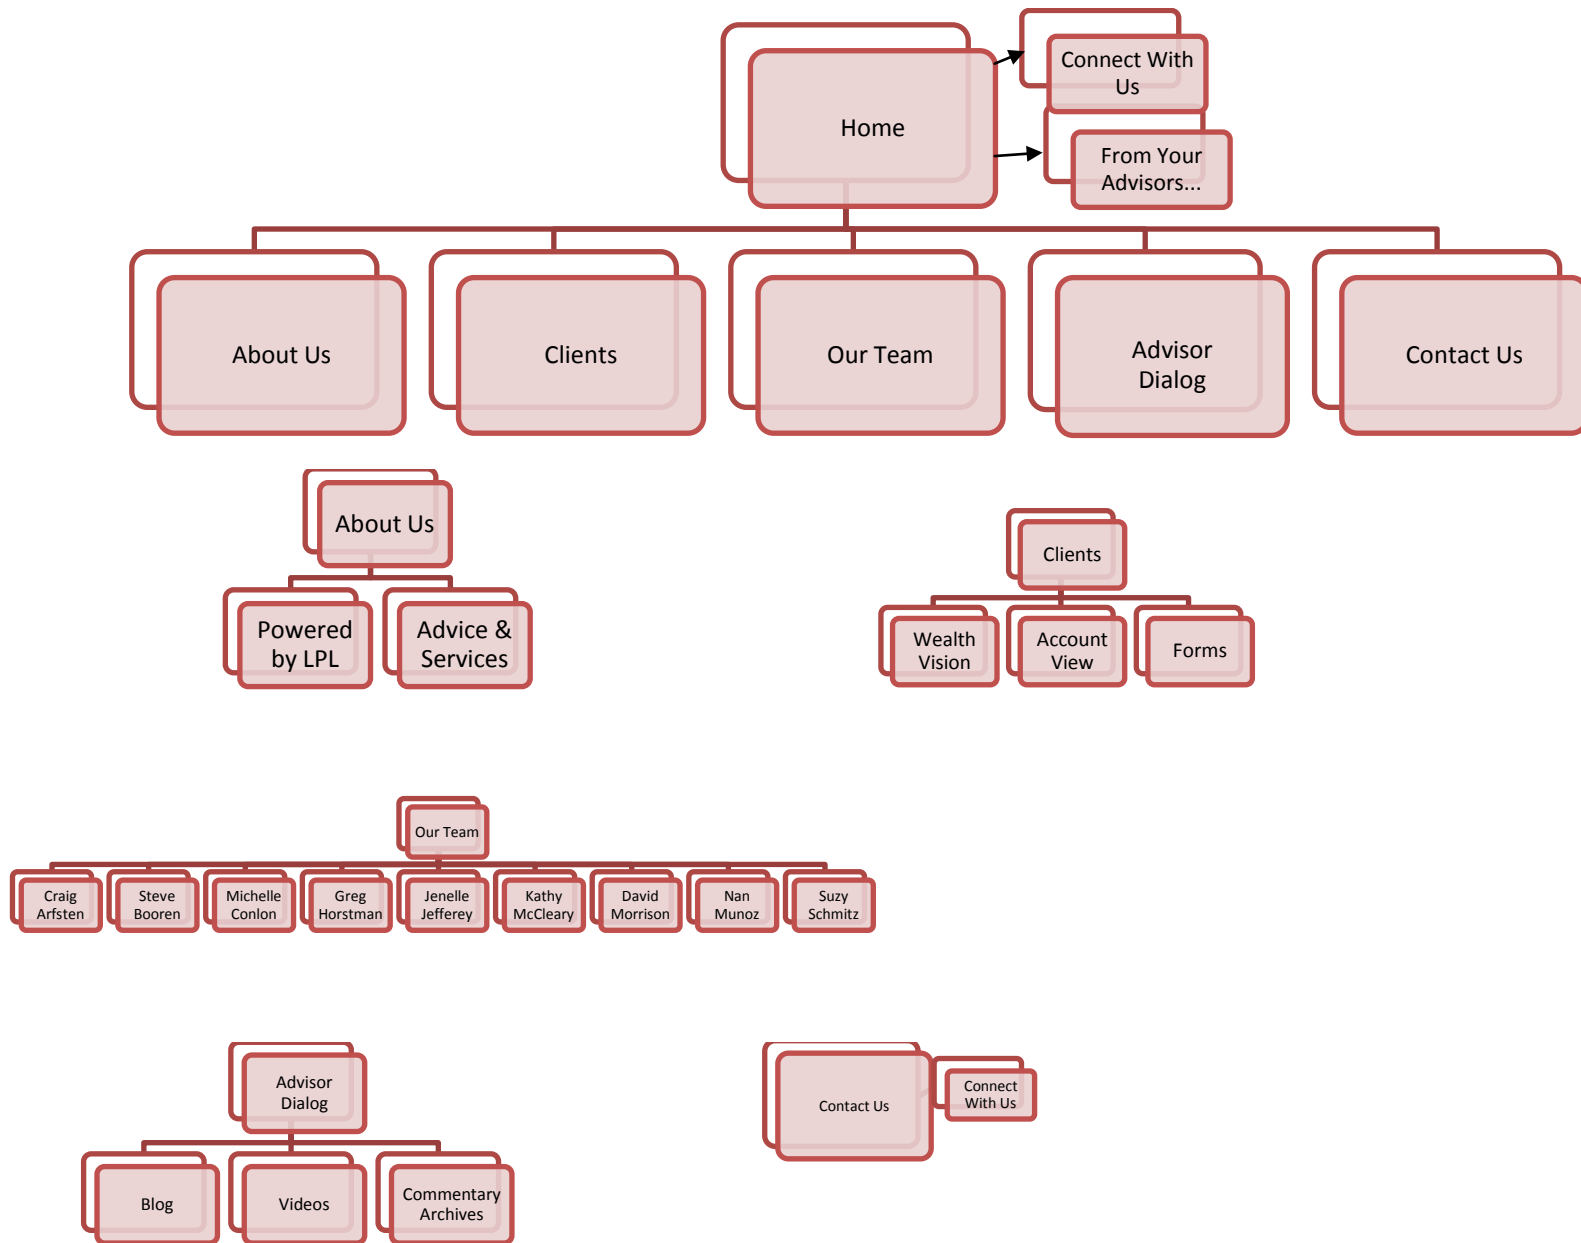 Connect With
Us
Home
From Your
Advisors...
About Us
Clients
Our Team
Advisor
Dialog
Contact Us
About Us
Powered
by LPL
Advice &
Services
Clients
Wealth
Vision
Account
View
Forms
Our Team
Craig
Arfsten
Steve
Booren
Michelle
Conlon
Greg
Horstman
Jenelle
Jefferey
Kathy
McCleary
David
Morrison
Nan
Munoz
Suzy
Schmitz
Advisor
Dialog
Blog
Videos
Commentary
Archives
Contact Us
Connect
With Us